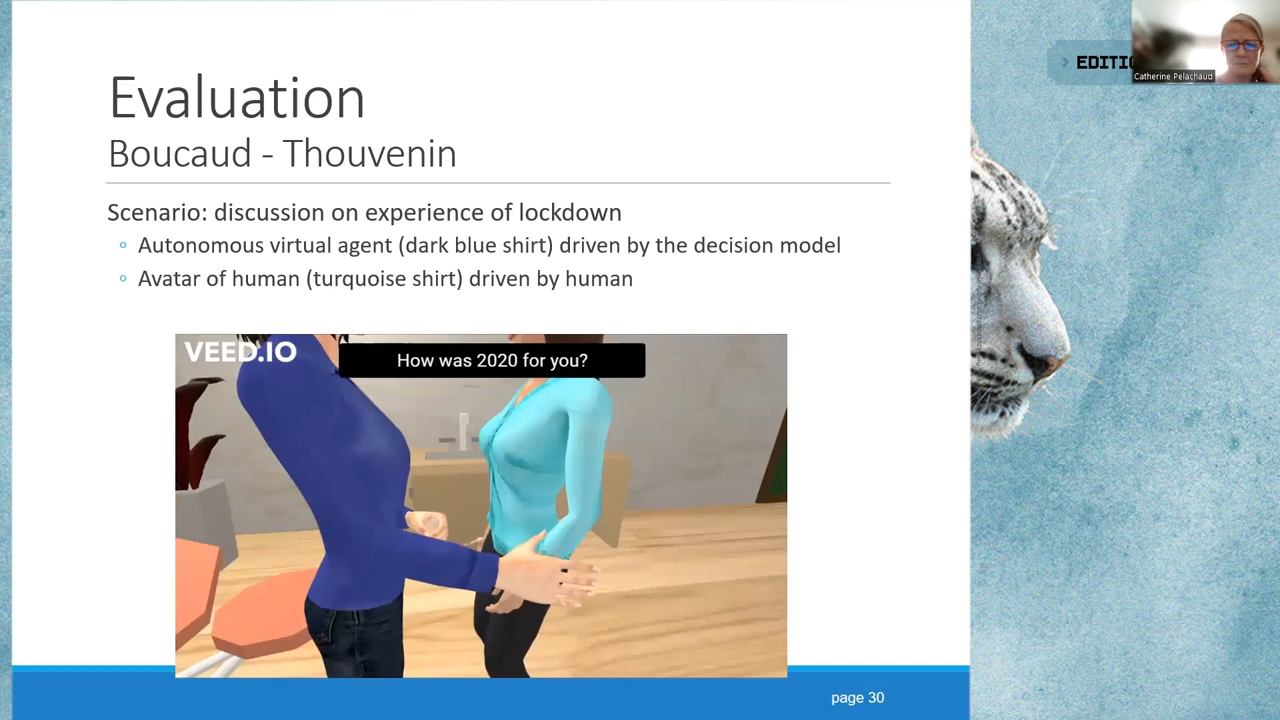 Evaluation
Boucaud - Thouvenin
Scenario: discussion on experience of lockdown
Autonomous virtual agent (dark blue shirt) driven by the decision model
Avatar of human (turquoise shirt) driven by human
VEED.IO
How was 2020 for you?
page 30
EDITIO
Catherine Pelachaud